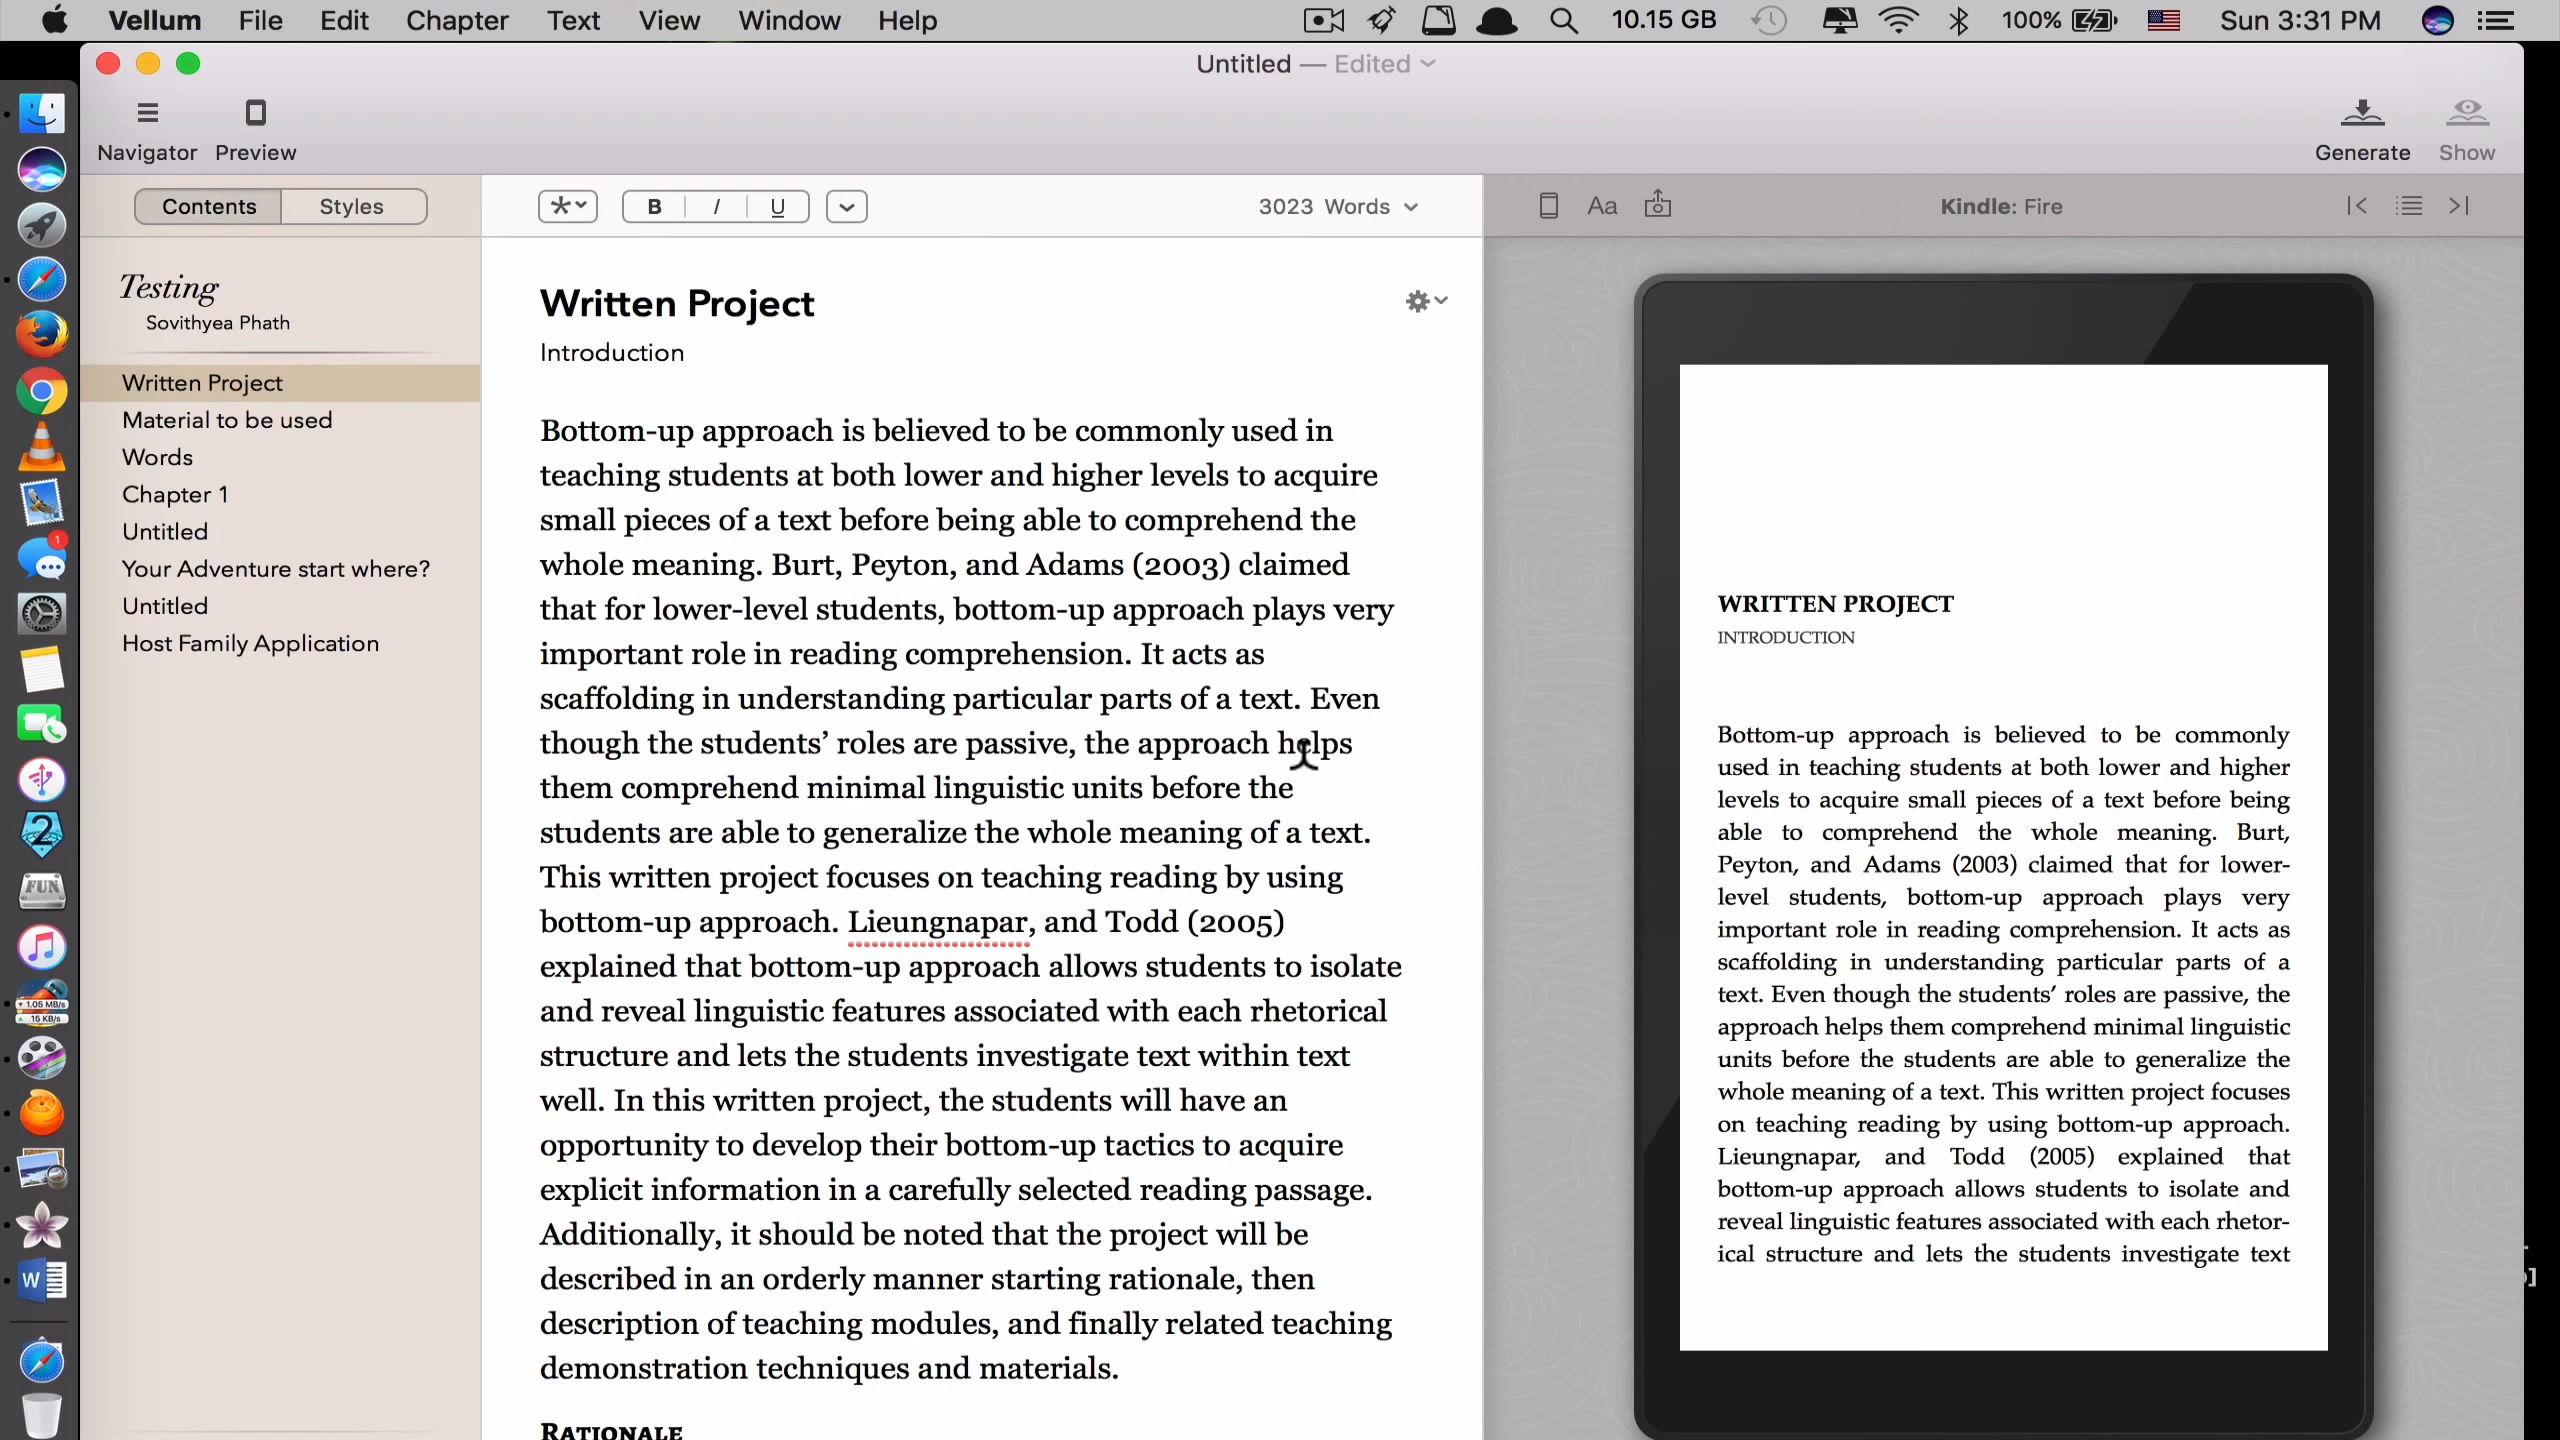 Vellum File Edit Chapter Text View Window Help 10.15 GB 100% Sun 3:31 PM
Untitled — Edited
Navigator Preview Generate Show
Contents Styles
B I U
3023 Words
Aa Kindle: Fire
Testing
Sovithyea Phath
Written Project
Material to be used
Words
Chapter 1
Untitled
Your Adventure start where?
Untitled
Host Family Application
Written Project
Introduction
Bottom-up approach is believed to be commonly used in
teaching students at both lower and higher levels to acquire
small pieces of a text before being able to comprehend the
whole meaning. Burt, Peyton, and Adams (2003) claimed
that for lower-level students, bottom-up approach plays very
important role in reading comprehension. It acts as
scaffolding in understanding particular parts of a text. Even
though the students’ roles are passive, the approach helps
them comprehend minimal linguistic units before the
students are able to generalize the whole meaning of a text.
This written project focuses on teaching reading by using
bottom-up approach. Lieungnapar, and Todd (2005)
explained that bottom-up approach allows students to isolate
and reveal linguistic features associated with each rhetorical
structure and lets the students investigate text within text
well. In this written project, the students will have an
opportunity to develop their bottom-up tactics to acquire
explicit information in a carefully selected reading passage.
Additionally, it should be noted that the project will be
described in an orderly manner starting rationale, then
description of teaching modules, and finally related teaching
demonstration techniques and materials.
RATIONALE
WRITTEN PROJECT
INTRODUCTION
Bottom-up approach is believed to be commonly
used in teaching students at both lower and higher
levels to acquire small pieces of a text before being
able to comprehend the whole meaning. Burt,
Peyton, and Adams (2003) claimed that for lower-
level students, bottom-up approach plays very
important role in reading comprehension. It acts as
scaffolding in understanding particular parts of a
text. Even though the students’ roles are passive, the
approach helps them comprehend minimal linguistic
units before the students are able to generalize the
whole meaning of a text. This written project focuses
on teaching reading by using bottom-up approach.
Lieungnapar, and Todd (2005) explained that
bottom-up approach allows students to isolate and
reveal linguistic features associated with each rhetor-
ical structure and lets the students investigate text
1
2
FUN
1.05 MB/s
15 KB/s
W